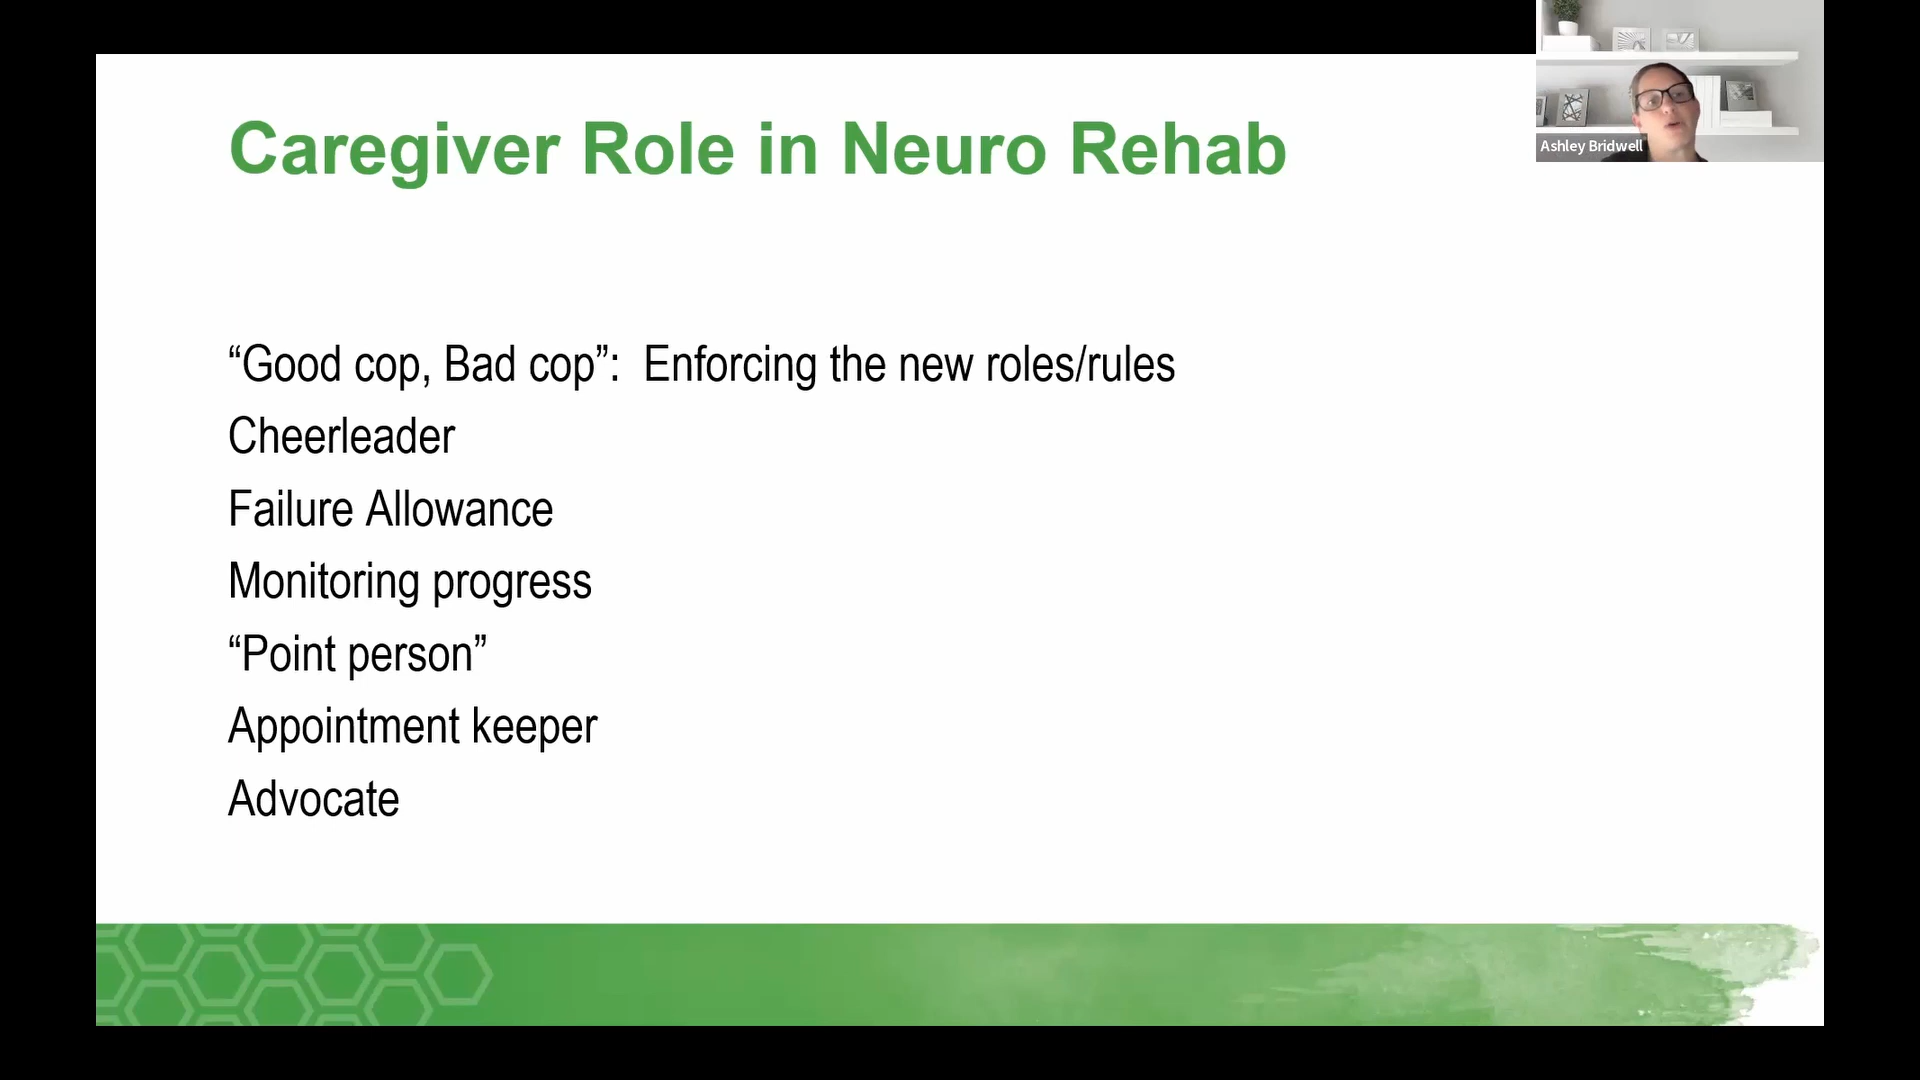 Caregiver Role in Neuro Rehab
Ashley Bridwell
“Good cop, Bad cop”:  Enforcing the new roles/rules
Cheerleader
Failure Allowance
Monitoring progress
“Point person”
Appointment keeper
Advocate